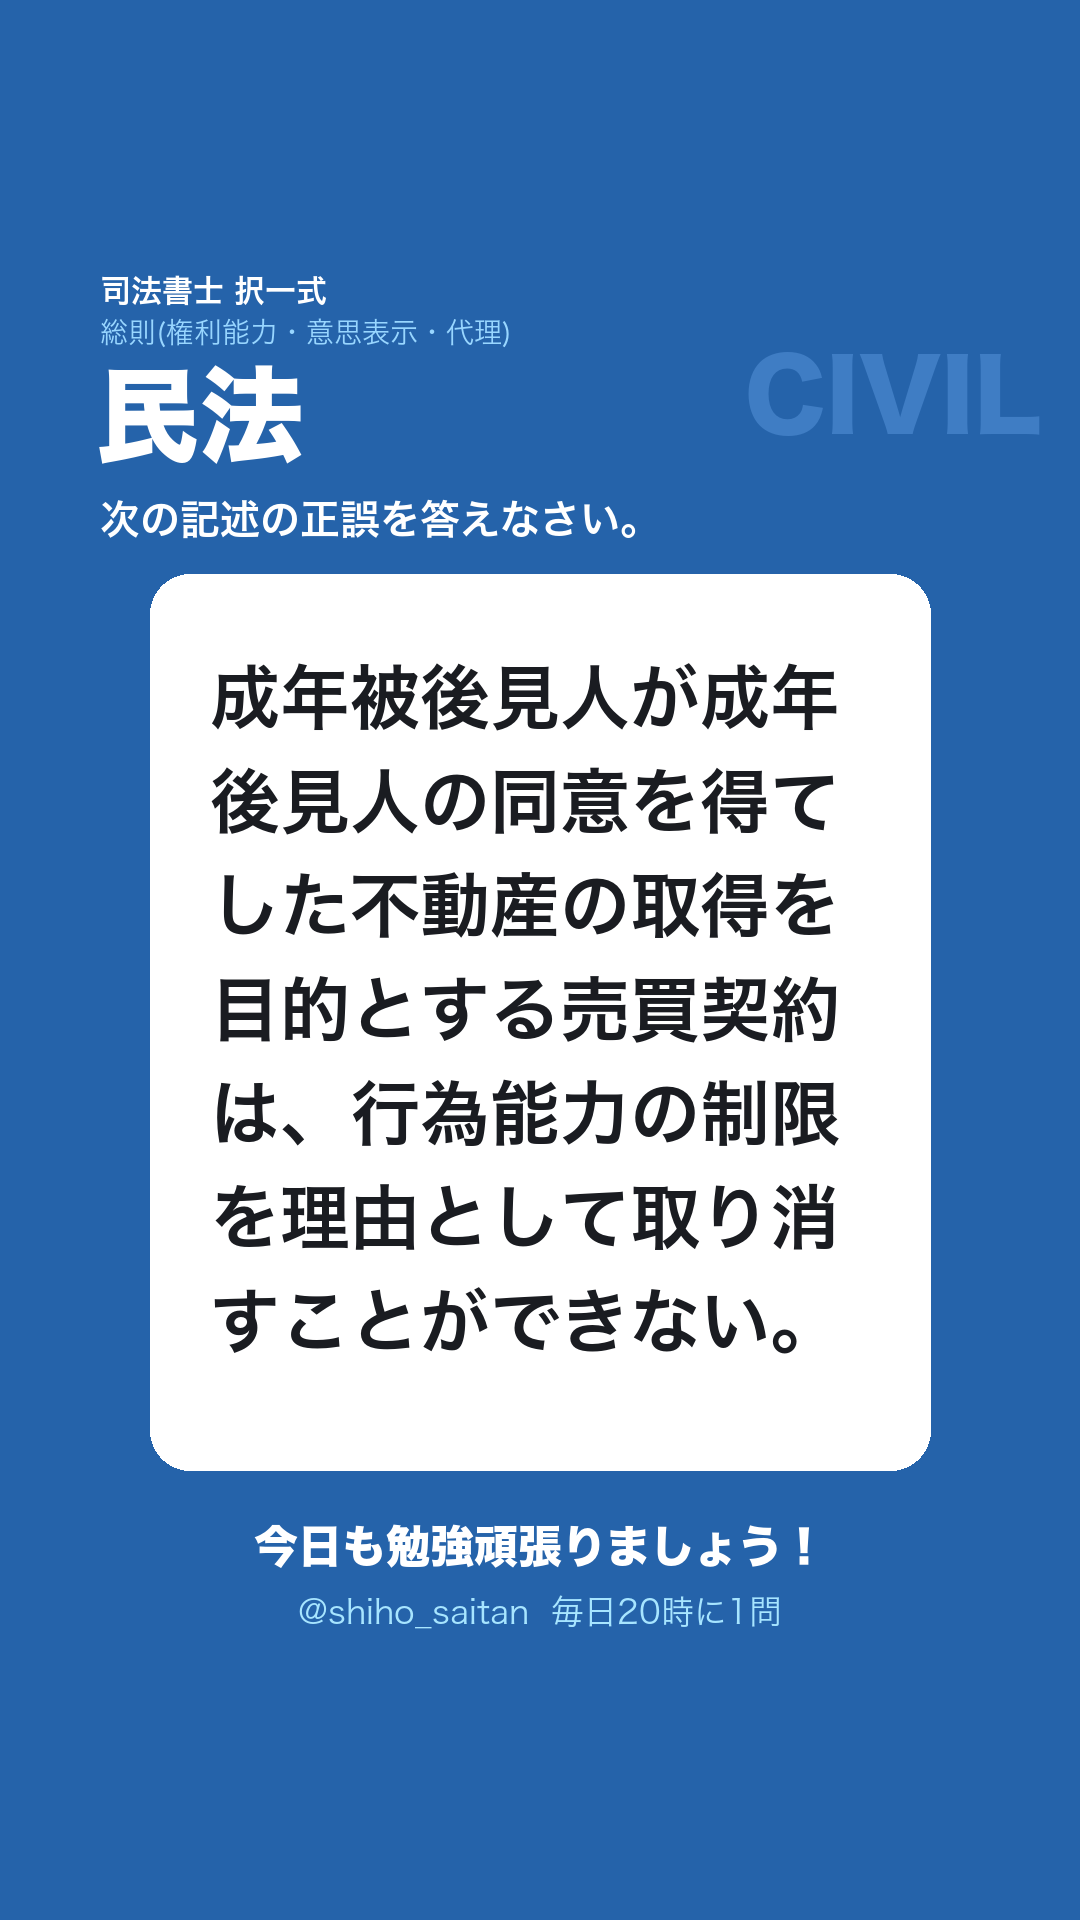 司法書士 択一式
総則(権利能力・意思表示・代理)
民法
CIVIL
次の記述の正誤を答えなさい。
成年被後見人が成年
後見人の同意を得て
した不動産の取得を
目的とする売買契約
は、行為能力の制限
を理由として取り消
すことができない。
今日も勉強頑張りましょう！
@shiho_saitan 毎日20時に1問